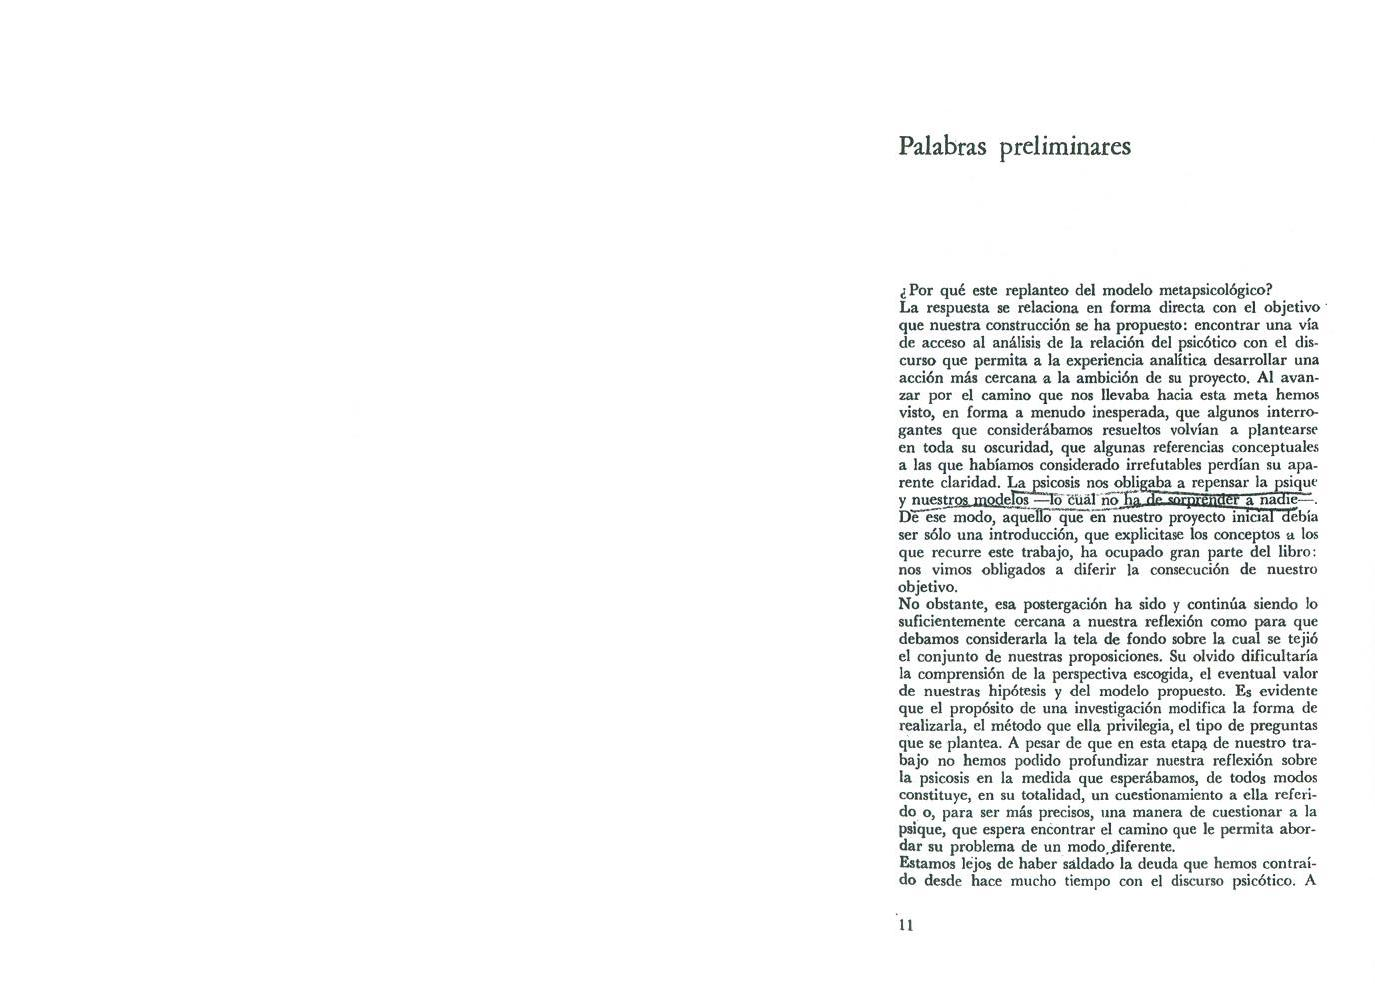 Palabras preliminares
¿Por qué este replanteo del modelo metapsicológico?
La respuesta se relaciona en forma directa con el objetivo
que nuestra construcción se ha propuesto: encontrar una vía
de acceso al análisis de la relación del psicótico con el dis-
curso que permita a la experiencia analítica desarrollar una
acción más cercana a la ambición de su proyecto. Al avan-
zar por el camino que nos llevaba hacia esta meta hemos
visto, en forma a menudo inesperada, que algunos interro-
gantes que considerábamos resueltos volvían a plantearse
en toda su oscuridad, que algunas referencias conceptuales
a las que habíamos considerado irrefutables perdían su apa-
rente claridad. La psicosis nos obligaba a repensar la psique
y nuestros modelos —lo cual no ha de sorprender a nadie—.
De ese modo, aquello que en nuestro proyecto inicial debía
ser sólo una introducción, que explicitase los conceptos a los
que recurre este trabajo, ha ocupado gran parte del libro:
nos vimos obligados a diferir la consecución de nuestro
objetivo.
No obstante, esa postergación ha sido y continúa siendo lo
suficientemente cercana a nuestra reflexión como para que
debamos considerarla la tela de fondo sobre la cual se tejió
el conjunto de nuestras proposiciones. Su olvido dificultaría
la comprensión de la perspectiva escogida, el eventual valor
de nuestras hipótesis y del modelo propuesto. Es evidente
que el propósito de una investigación modifica la forma de
realizarla, el método que ella privilegia, el tipo de preguntas
que se plantea. A pesar de que en esta etapa de nuestro tra-
bajo no hemos podido profundizar nuestra reflexión sobre
la psicosis en la medida que esperábamos, de todos modos
constituye, en su totalidad, un cuestionamiento a ella referi-
do o, para ser más precisos, una manera de cuestionar a la
psique, que espera encontrar el camino que le permita abor-
dar su problema de un modo diferente.
Estamos lejos de haber saldado la deuda que hemos contraí-
do desde hace mucho tiempo con el discurso psicótico. A
11